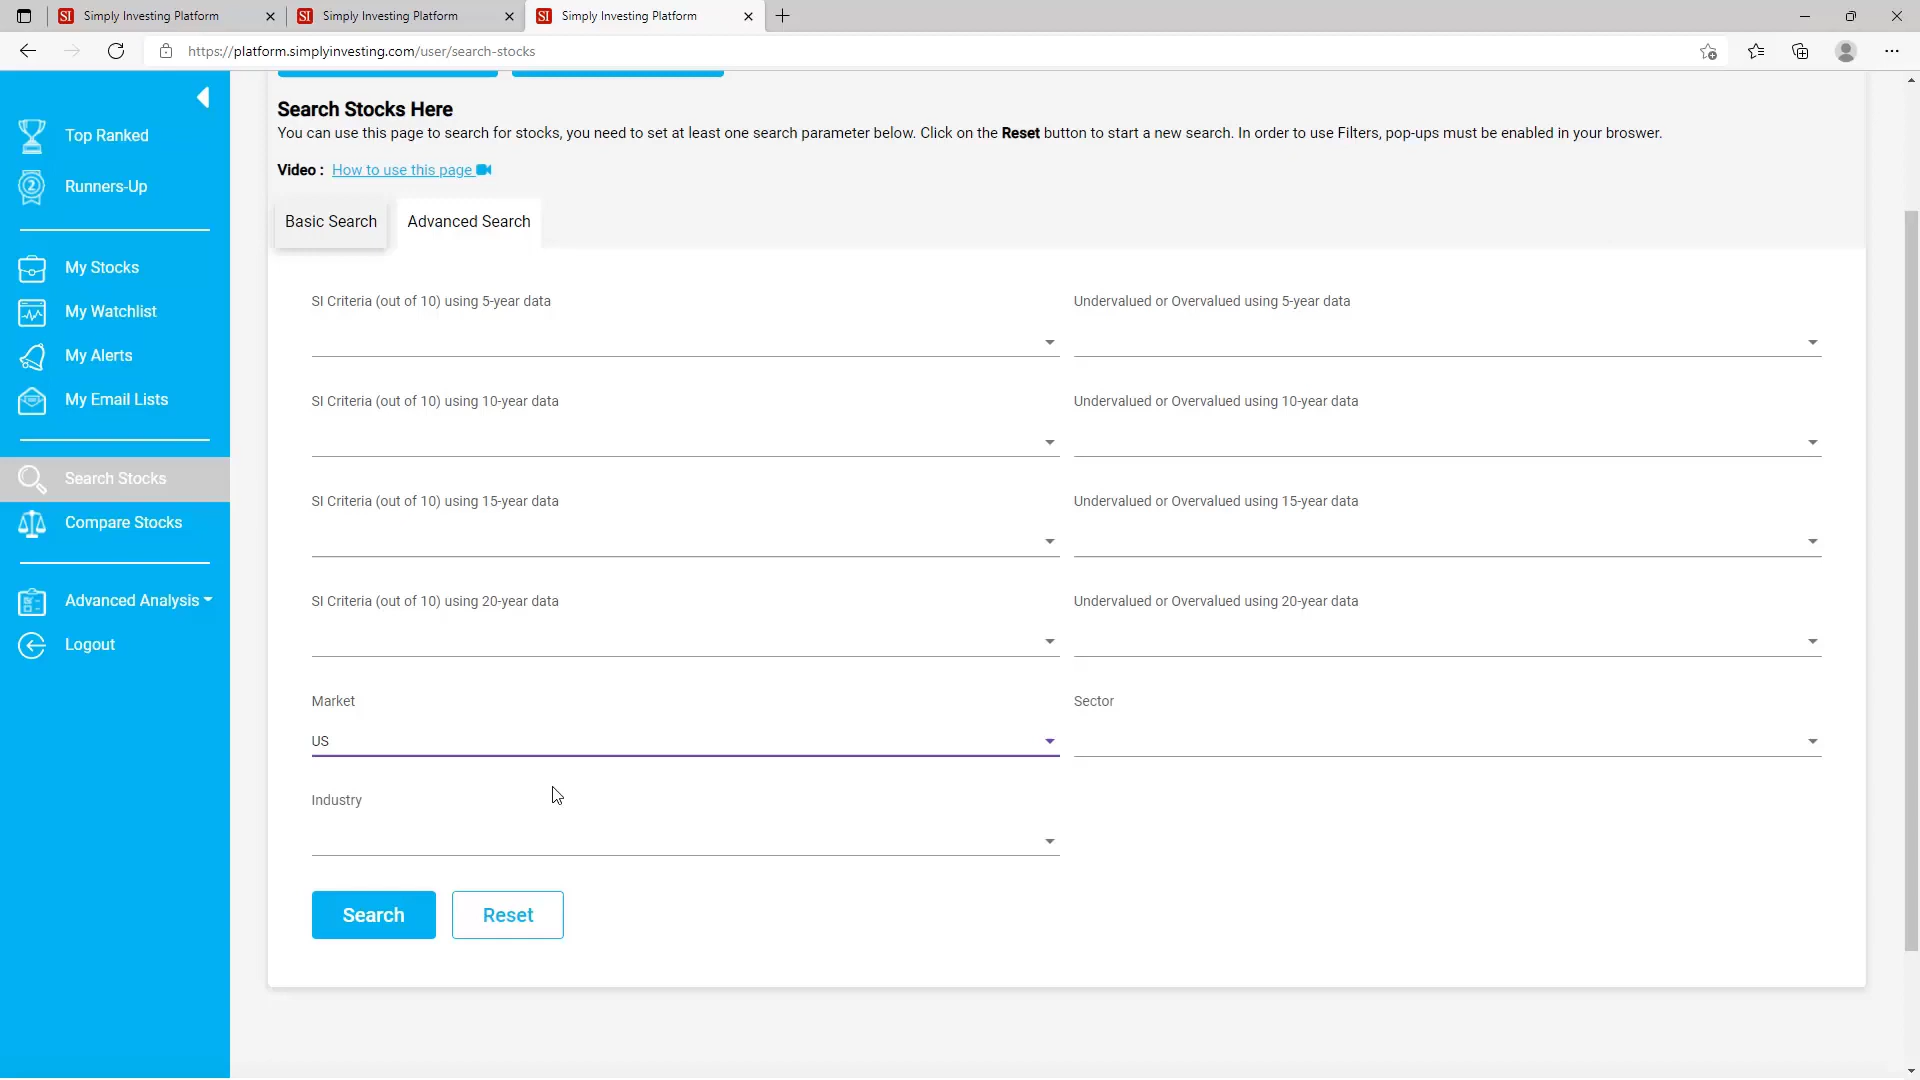 SI Simply Investing Platform
SI Simply Investing Platform
SI Simply Investing Platform
https://platform.simplyinvesting.com/user/search-stocks
Top Ranked
2 Runners-Up
My Stocks
My Watchlist
My Alerts
My Email Lists
Search Stocks
Compare Stocks
Advanced Analysis
Logout
Search Stocks Here
You can use this page to search for stocks, you need to set at least one search parameter below. Click on the Reset button to start a new search. In order to use Filters, pop-ups must be enabled in your broswer.
Video : How to use this page
Basic Search Advanced Search
SI Criteria (out of 10) using 5-year data Undervalued or Overvalued using 5-year data
SI Criteria (out of 10) using 10-year data Undervalued or Overvalued using 10-year data
SI Criteria (out of 10) using 15-year data Undervalued or Overvalued using 15-year data
SI Criteria (out of 10) using 20-year data Undervalued or Overvalued using 20-year data
Market Sector
US
Industry
Search Reset